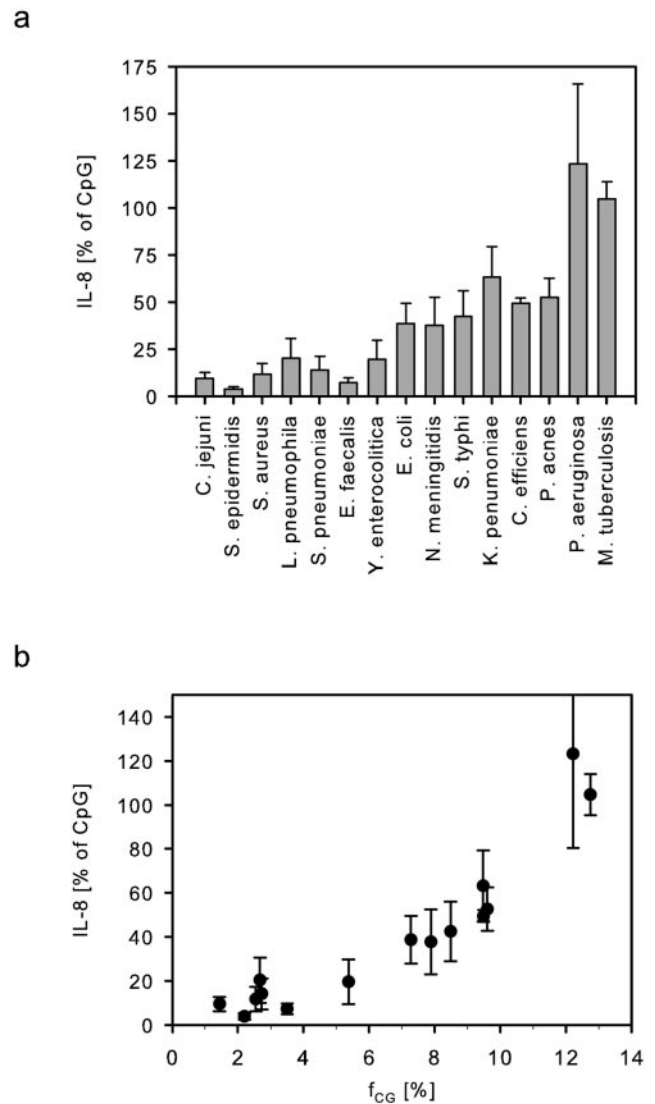 a
175
150
125
100
75
50
25
0
IL-8 [% of CpG]
C. jejuni
S. epidermidis
S. aureus
L. pneumophila
S. pneumoniae
E. faecalis
Y. enterocolitica
E. coli
N. meningitidis
S. typhi
K. penumoniae
C. efficiens
P. acnes
P. aeruginosa
M. tuberculosis
b
140
120
100
80
60
40
20
0
IL-8 [% of CpG]
0 2 4 6 8 10 12 14
fCG [%]